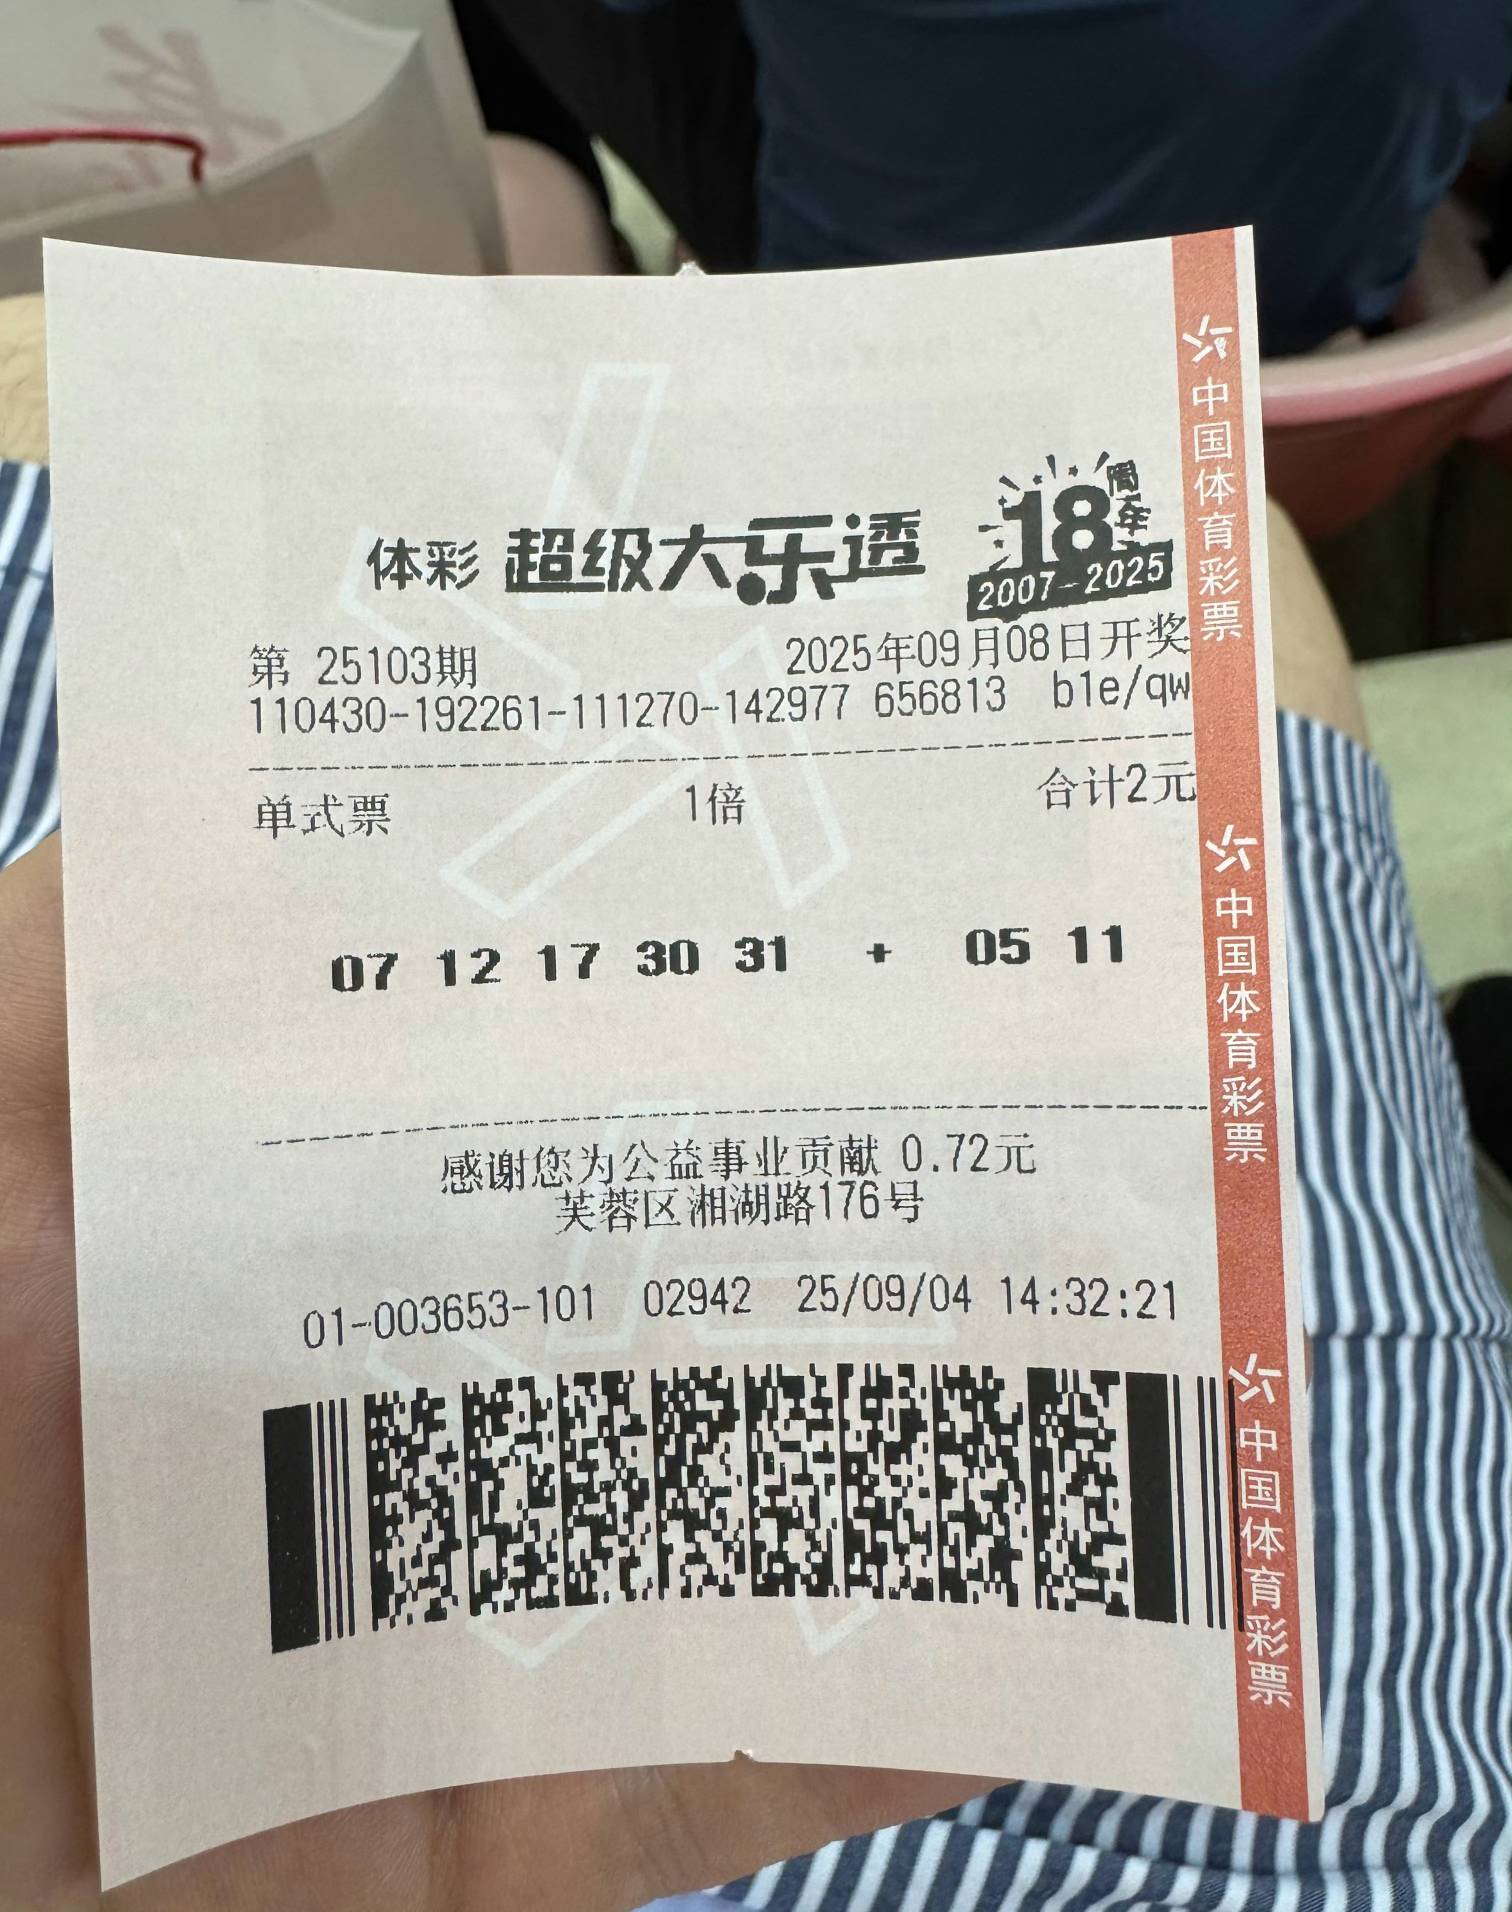 体彩 超级大乐透 18周年
2007-2025
第 25103期 2025年09月08日开奖
110430-192261-111270-142977 656813 b1e/qw
单式票 1倍 合计2元
07 12 17 30 31 + 05 11
感谢您为公益事业贡献 0.72元
芙蓉区湘湖路176号
01-003653-101 02942 25/09/04 14:32:21
中国体育彩票
中国体育彩票
中国体育彩票